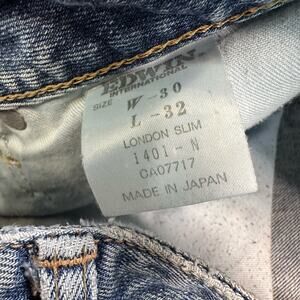 EDWIN
INTERNATIONAL
SIZE W-30
L-32
LONDON SLIM
1401-N
CA07717
MADE IN JAPAN